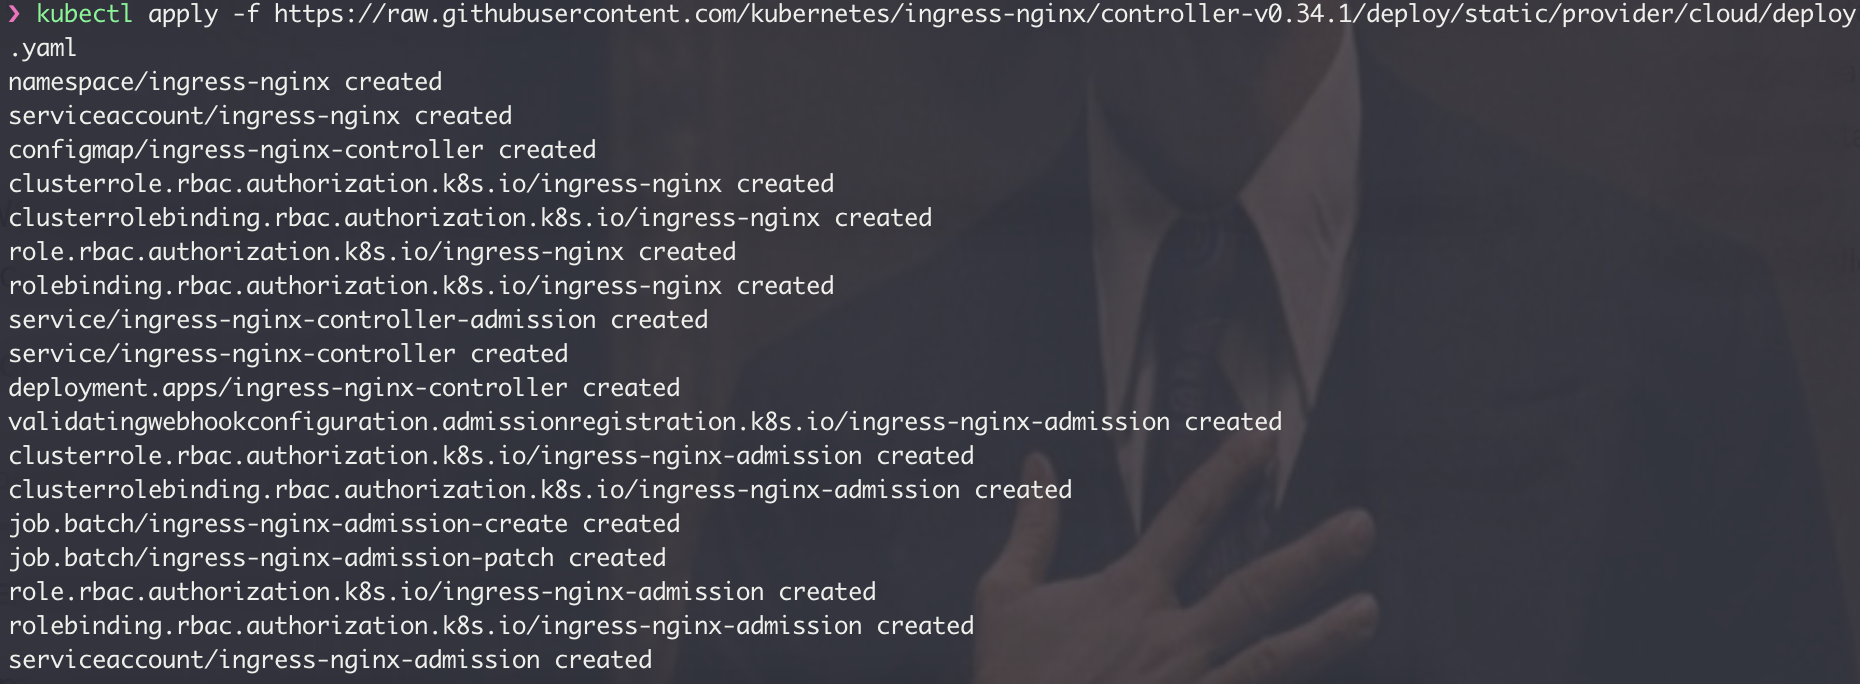 ❯ kubectl apply -f https://raw.githubusercontent.com/kubernetes/ingress-nginx/controller-v0.34.1/deploy/static/provider/cloud/deploy
.yaml
namespace/ingress-nginx created
serviceaccount/ingress-nginx created
configmap/ingress-nginx-controller created
clusterrole.rbac.authorization.k8s.io/ingress-nginx created
clusterrolebinding.rbac.authorization.k8s.io/ingress-nginx created
role.rbac.authorization.k8s.io/ingress-nginx created
rolebinding.rbac.authorization.k8s.io/ingress-nginx created
service/ingress-nginx-controller-admission created
service/ingress-nginx-controller created
deployment.apps/ingress-nginx-controller created
validatingwebhookconfiguration.admissionregistration.k8s.io/ingress-nginx-admission created
clusterrole.rbac.authorization.k8s.io/ingress-nginx-admission created
clusterrolebinding.rbac.authorization.k8s.io/ingress-nginx-admission created
job.batch/ingress-nginx-admission-create created
job.batch/ingress-nginx-admission-patch created
role.rbac.authorization.k8s.io/ingress-nginx-admission created
rolebinding.rbac.authorization.k8s.io/ingress-nginx-admission created
serviceaccount/ingress-nginx-admission created